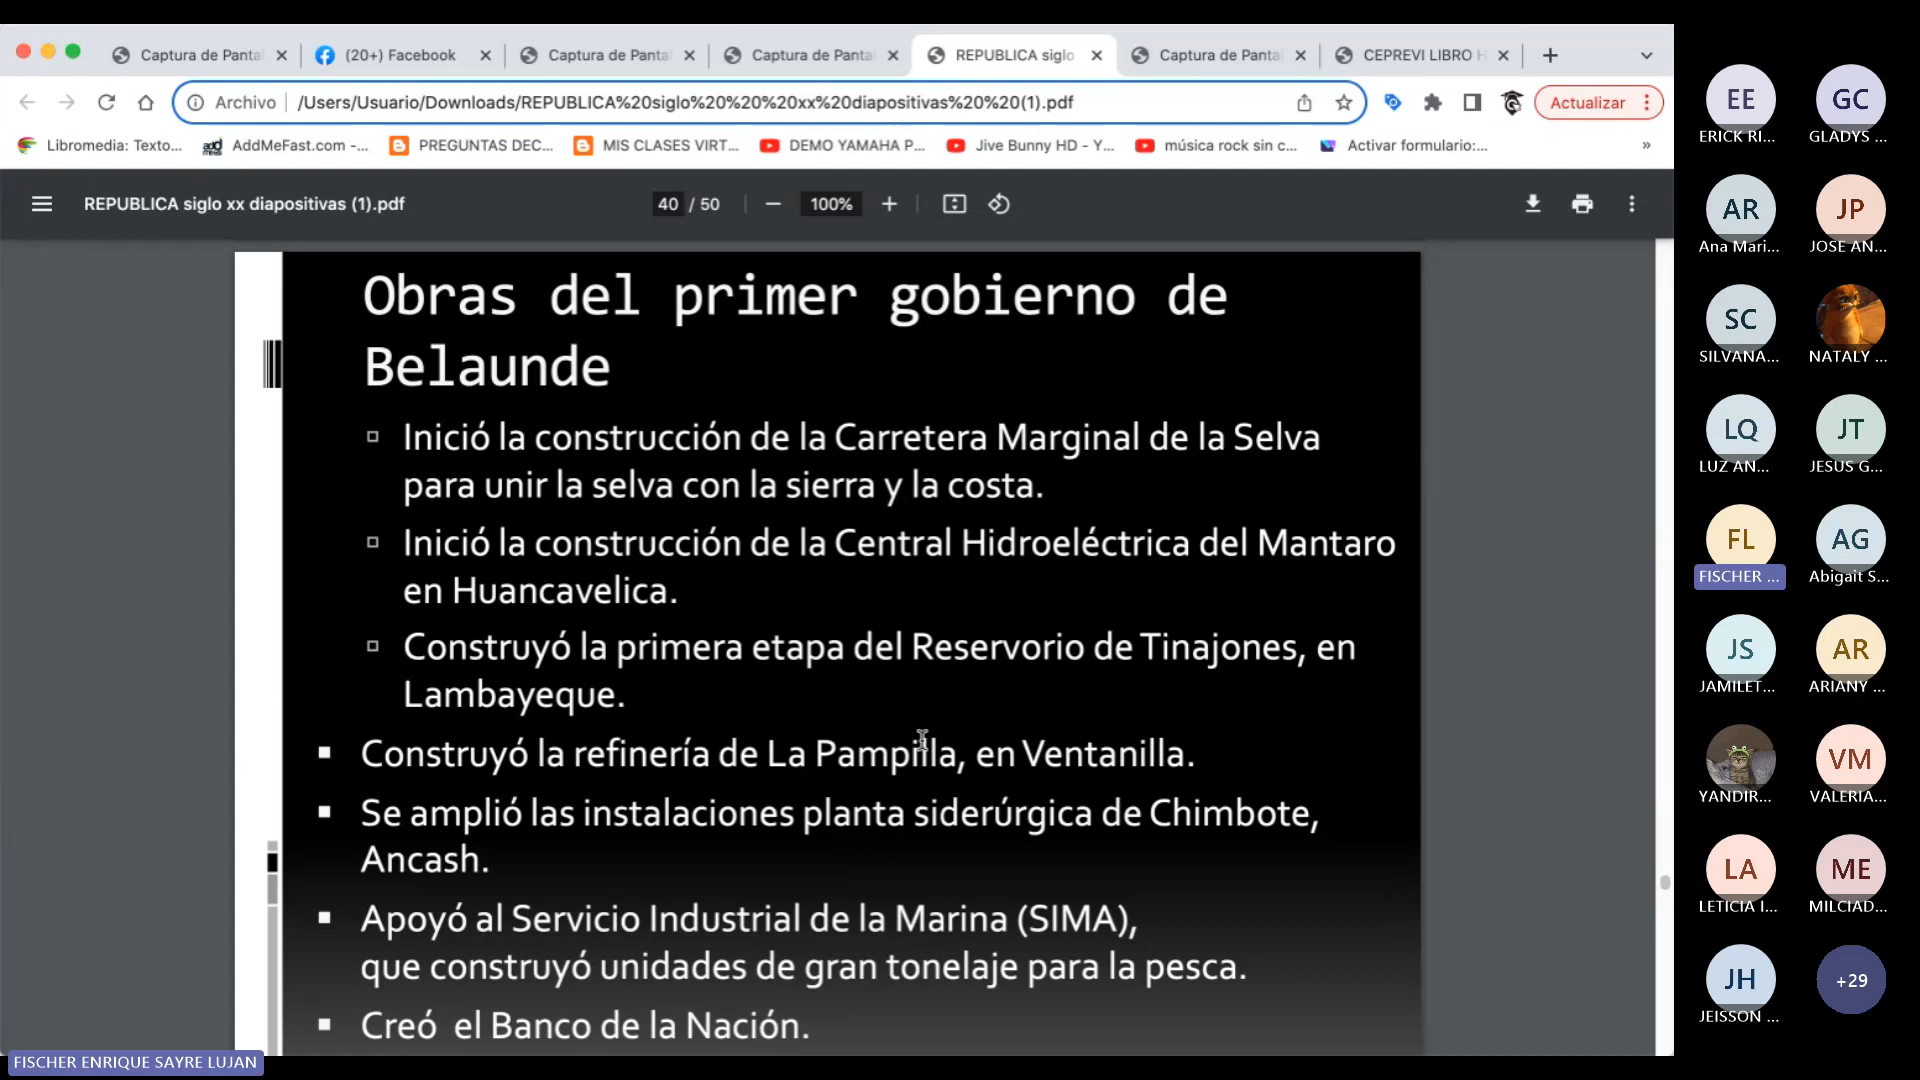 Captura de Panta
(20+) Facebook
Captura de Panta
Captura de Panta
REPUBLICA siglo
Captura de Panta
CEPREVI LIBRO H
Archivo
/Users/Usuario/Downloads/REPUBLICA%20siglo%20%20%20xx%20diapositivas%20%20(1).pdf
Actualizar
Libromedia: Texto...
add me
AddMeFast.com -...
PREGUNTAS DEC...
MIS CLASES VIRT...
DEMO YAMAHA P...
Jive Bunny HD - Y...
música rock sin c...
Activar formulario:...
»
REPUBLICA siglo xx diapositivas (1).pdf
40 / 50
100%
Obras del primer gobierno de
Belaunde
Inició la construcción de la Carretera Marginal de la Selva
para unir la selva con la sierra y la costa.
Inició la construcción de la Central Hidroeléctrica del Mantaro
en Huancavelica.
Construyó la primera etapa del Reservorio de Tinajones, en
Lambayeque.
Construyó la refinería de La Pampilla, en Ventanilla.
Se amplió las instalaciones planta siderúrgica de Chimbote,
Ancash.
Apoyó al Servicio Industrial de la Marina (SIMA),
que construyó unidades de gran tonelaje para la pesca.
Creó el Banco de la Nación.
FISCHER ENRIQUE SAYRE LUJAN
EE
ERICK RI...
GC
GLADYS ...
AR
Ana Mari...
JP
JOSE AN...
SC
SILVANA...
NATALY ...
LQ
LUZ AN...
JT
JESUS G...
FL
FISCHER ...
AG
Abigait S...
JS
JAMILET...
AR
ARIANY ...
YANDIR...
VM
VALERIA...
LA
LETICIA I...
ME
MILCIAD...
JH
JEISSON ...
+29